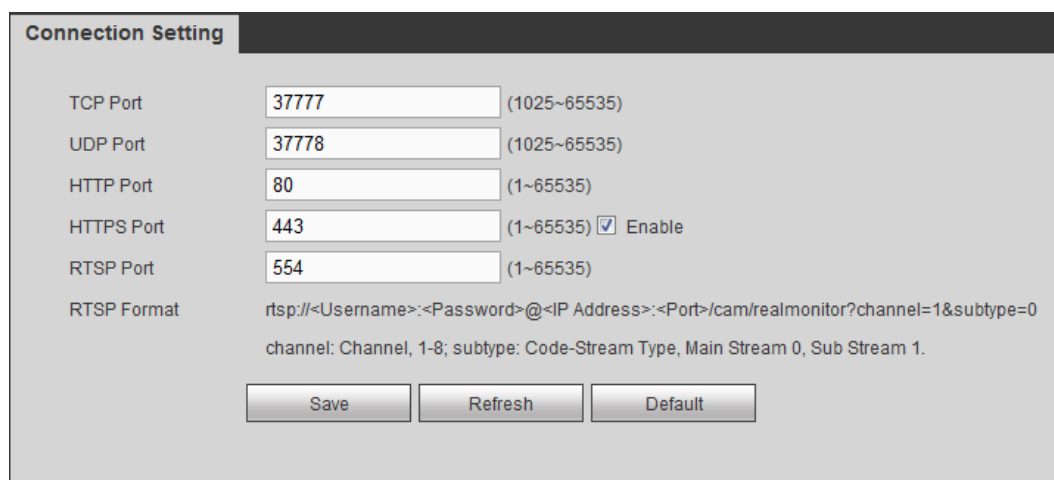 Connection Setting
TCP Port 37777 (1025~65535)
UDP Port 37778 (1025~65535)
HTTP Port 80 (1~65535)
HTTPS Port 443 (1~65535) Enable
RTSP Port 554 (1~65535)
RTSP Format rtsp://<Username>:<Password>@<IP Address>:<Port>/cam/realmonitor?channel=1&subtype=0
channel: Channel, 1-8; subtype: Code-Stream Type, Main Stream 0, Sub Stream 1.
Save Refresh Default